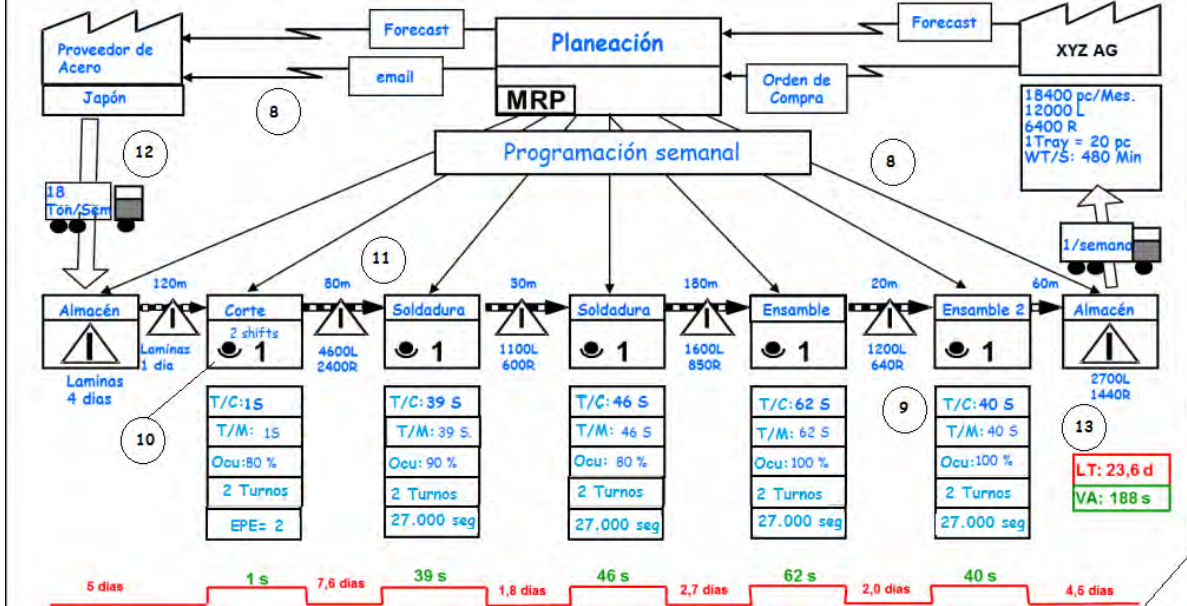 Proveedor de
Acero
Japón
Forecast
email
Planeación
MRP
Forecast
Orden de
Compra
XYZ AG
18400 pc/Mes.
12000 L
6400 R
1Tray = 20 pc
WT/S: 480 Min
8
12
Programación semanal
8
18
Ton/Sem
1/semana
11
120m
80m
30m
180m
20m
60m
Almacén
Corte
2 shifts
1
Soldadura
1
Soldadura
1
Ensamble
1
Ensamble 2
1
Almacén
Laminas
4 dias
Laminas
1 dia
4600L
2400R
1100L
600R
1600L
850R
1200L
640R
2700L
1440R
10
T/C:1S
T/M: 1S
Ocu:80 %
2 Turnos
EPE= 2
T/C: 39 S
T/M: 39 S.
Ocu: 90 %
2 Turnos
27.000 seg
T/C: 46 S
T/M: 46 S
Ocu: 80 %
2 Turnos
27.000 seg
T/C: 62 S
T/M: 62 S
Ocu: 100 %
2 Turnos
27.000 seg
9
T/C: 40 S
T/M: 40 S
Ocu:100 %
2 Turnos
27.000 seg
13
LT: 23,6 d
VA: 188 s
5 dias
1 s
7,6 dias
39 s
1,8 dias
46 s
2,7 dias
62 s
2,0 dias
40 s
4,5 dias